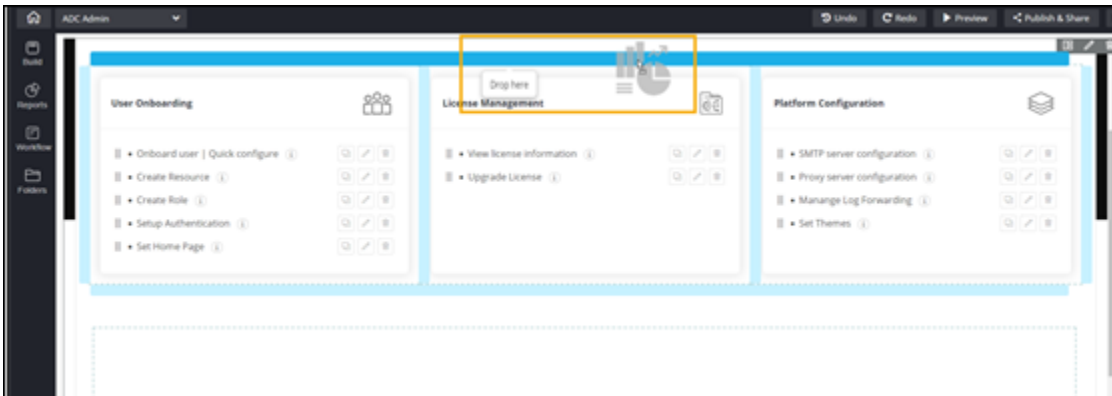 ADC Admin
Undo
Redo
Preview
Publish & Share
Build
Reports
Workflow
Folders
Drop here
User Onboarding
• Onboard user | Quick configure
• Create Resource
• Create Role
• Setup Authentication
• Set Home Page
License Management
• View license information
• Upgrade License
Platform Configuration
• SMTP server configuration
• Proxy server configuration
• Manange Log Forwarding
• Set Themes